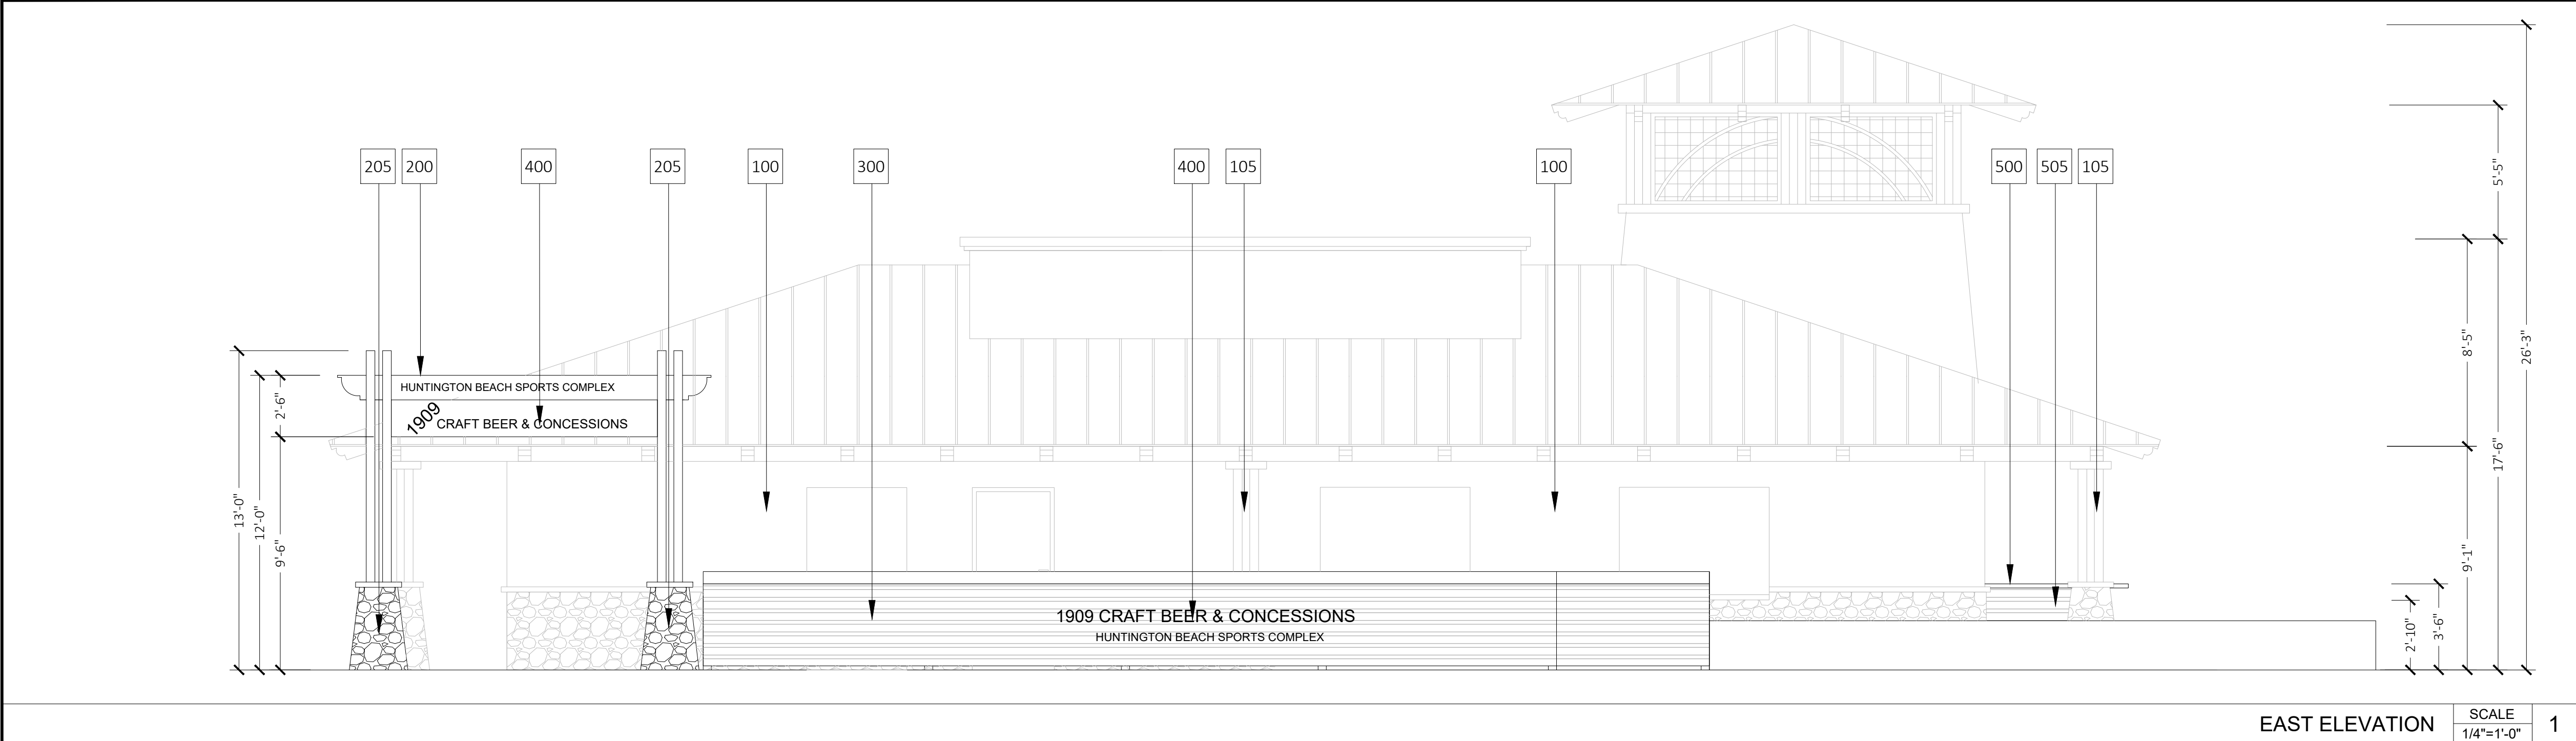 205 200 400 205 100 300 400 105 100 500 505 105
5'-5"
8'-5"
26'-3"
17'-6"
HUNTINGTON BEACH SPORTS COMPLEX
1909
CRAFT BEER & CONCESSIONS
2'-6"
13'-0"
12'-0"
9'-6"
9'-1"
1909 CRAFT BEER & CONCESSIONS
HUNTINGTON BEACH SPORTS COMPLEX
2'-10"
3'-6"
EAST ELEVATION
SCALE
1/4"=1'-0"
1